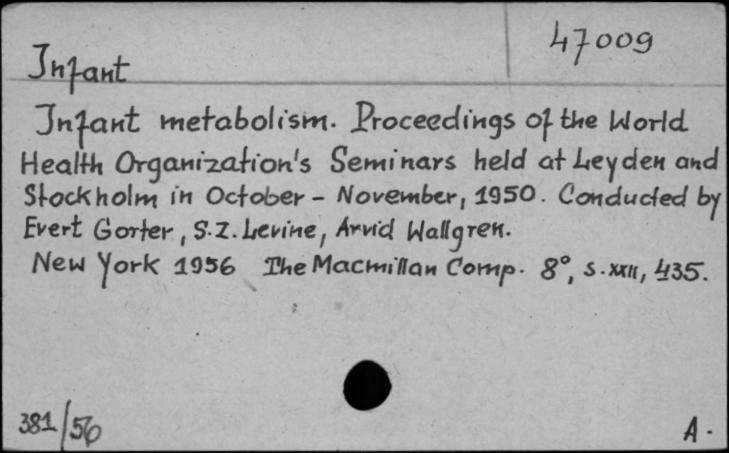 47009
Infant
Infant metabolism. Proceedings of the World
Health Organization's Seminars held at Leyden and
Stockholm in October - November, 1950. Conducted by
Evert Gorter, S.Z. Levine, Arvid Wallgren.
New York 1956 The Macmillan Comp. 8°, s. XXII, 435.
381/56
A.